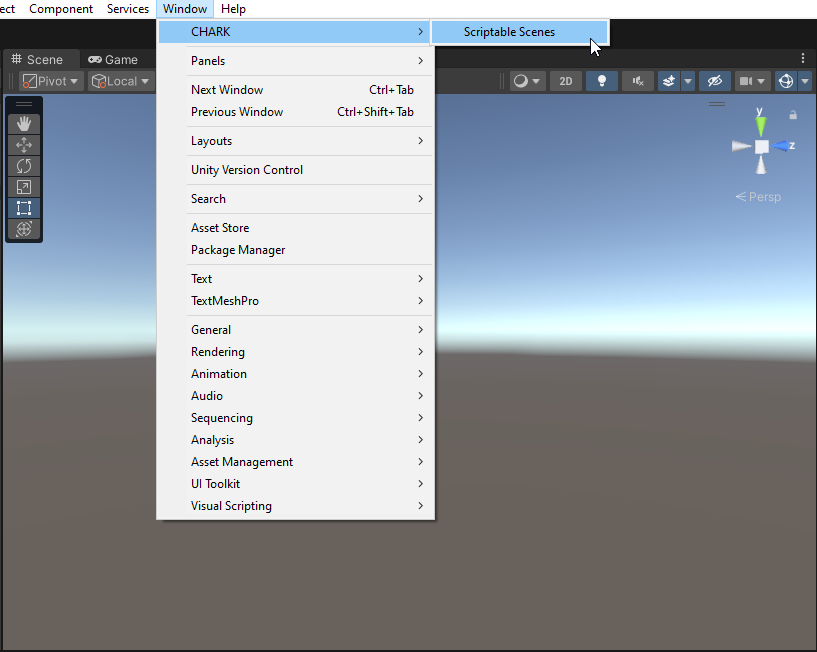 ect Component Services Window Help
CHARK
Scriptable Scenes
Scene Game
Panels
Pivot Local
2D
Next Window Ctrl+Tab
Previous Window Ctrl+Shift+Tab
Layouts
y
z
Unity Version Control
Persp
Search
Asset Store
Package Manager
Text
TextMeshPro
General
Rendering
Animation
Audio
Sequencing
Analysis
Asset Management
UI Toolkit
Visual Scripting